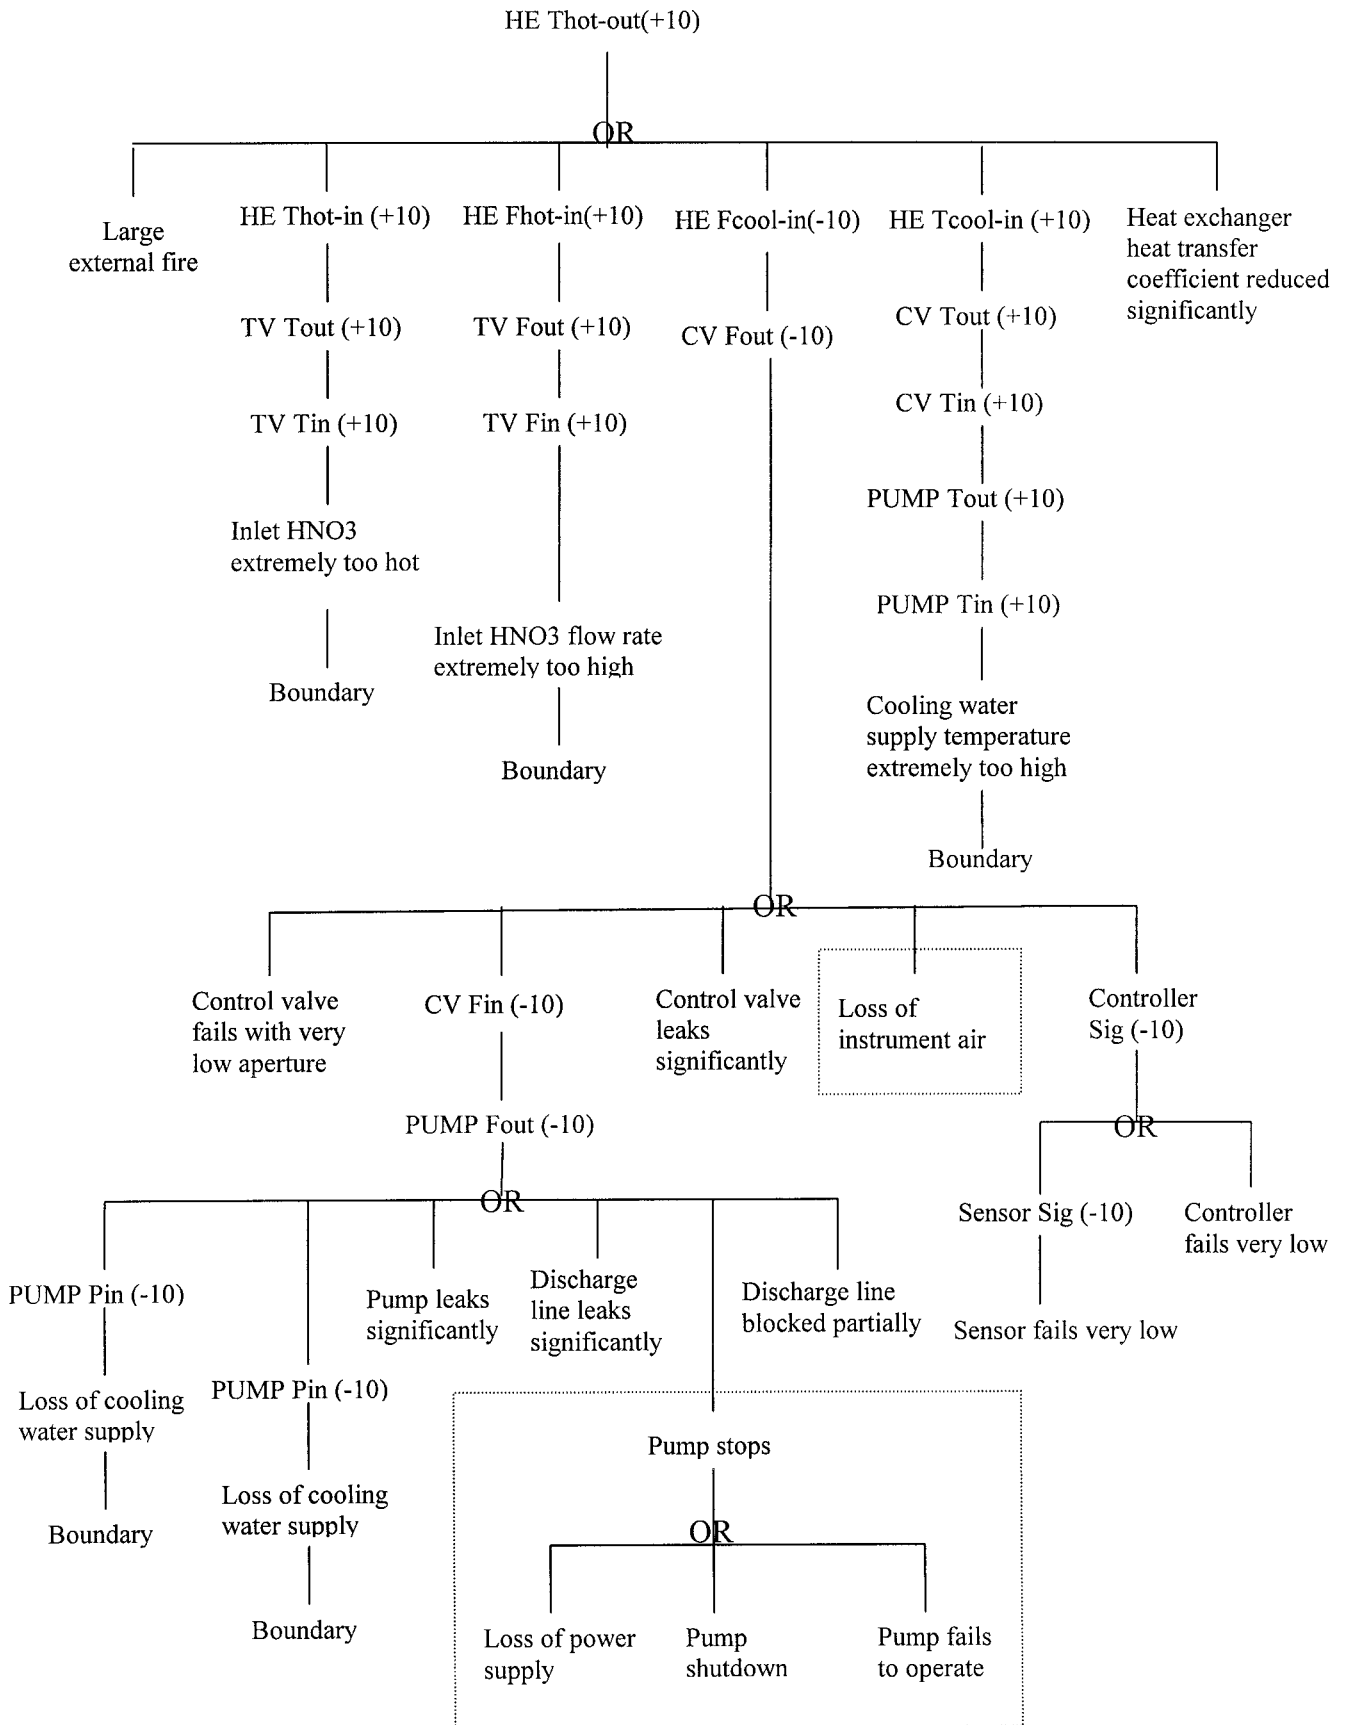 HE Thot-out(+10)
OR
Large
external fire
HE Thot-in (+10)
HE Fhot-in(+10)
HE Fcool-in(-10)
HE Tcool-in (+10)
Heat exchanger
heat transfer
coefficient reduced
significantly
TV Tout (+10)
TV Fout (+10)
CV Fout (-10)
CV Tout (+10)
TV Tin (+10)
TV Fin (+10)
CV Tin (+10)
PUMP Tout (+10)
Inlet HNO3
extremely too hot
PUMP Tin (+10)
Inlet HNO3 flow rate
extremely too high
Boundary
Cooling water
supply temperature
extremely too high
Boundary
Boundary
OR
Control valve
fails with very
low aperture
CV Fin (-10)
Control valve
leaks
significantly
Loss of
instrument air
Controller
Sig (-10)
PUMP Fout (-10)
OR
OR
Sensor Sig (-10)
Controller
fails very low
PUMP Pin (-10)
Pump leaks
significantly
Discharge
line leaks
significantly
Discharge line
blocked partially
Sensor fails very low
Loss of cooling
water supply
PUMP Pin (-10)
Pump stops
Loss of cooling
water supply
Boundary
OR
Boundary
Loss of power
supply
Pump
shutdown
Pump fails
to operate